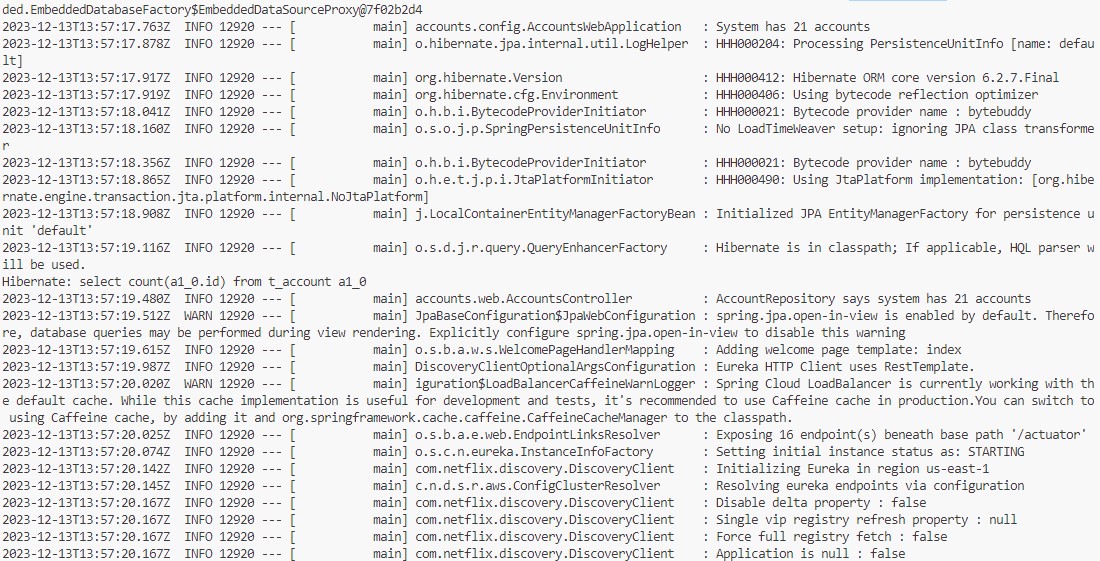 ded.EmbeddedDatabaseFactory$EmbeddedDataSourceProxy@7f02b2d4
2023-12-13T13:57:17.763Z  INFO 12920 --- [           main] accounts.config.AccountsWebApplication   : System has 21 accounts
2023-12-13T13:57:17.878Z  INFO 12920 --- [           main] o.hibernate.jpa.internal.util.LogHelper  : HHH000204: Processing PersistenceUnitInfo [name: defau
lt]
2023-12-13T13:57:17.917Z  INFO 12920 --- [           main] org.hibernate.Version                    : HHH000412: Hibernate ORM core version 6.2.7.Final
2023-12-13T13:57:17.919Z  INFO 12920 --- [           main] org.hibernate.cfg.Environment            : HHH000406: Using bytecode reflection optimizer
2023-12-13T13:57:18.041Z  INFO 12920 --- [           main] o.h.b.i.BytecodeProviderInitiator        : HHH000021: Bytecode provider name : bytebuddy
2023-12-13T13:57:18.160Z  INFO 12920 --- [           main] o.s.o.j.p.SpringPersistenceUnitInfo      : No LoadTimeWeaver setup: ignoring JPA class transforme
r
2023-12-13T13:57:18.356Z  INFO 12920 --- [           main] o.h.b.i.BytecodeProviderInitiator        : HHH000021: Bytecode provider name : bytebuddy
2023-12-13T13:57:18.865Z  INFO 12920 --- [           main] o.h.e.t.j.p.i.JtaPlatformInitiator       : HHH000490: Using JtaPlatform implementation: [org.hibe
rnate.engine.transaction.jta.platform.internal.NoJtaPlatform]
2023-12-13T13:57:18.908Z  INFO 12920 --- [           main] j.LocalContainerEntityManagerFactoryBean : Initialized JPA EntityManagerFactory for persistence u
nit 'default'
2023-12-13T13:57:19.116Z  INFO 12920 --- [           main] o.s.d.j.r.query.QueryEnhancerFactory     : Hibernate is in classpath; If applicable, HQL parser w
ill be used.
Hibernate: select count(a1_0.id) from t_account a1_0
2023-12-13T13:57:19.480Z  INFO 12920 --- [           main] accounts.web.AccountsController          : AccountRepository says system has 21 accounts
2023-12-13T13:57:19.512Z  WARN 12920 --- [           main] JpaBaseConfiguration$JpaWebConfiguration : spring.jpa.open-in-view is enabled by default. Therefo
re, database queries may be performed during view rendering. Explicitly configure spring.jpa.open-in-view to disable this warning
2023-12-13T13:57:19.615Z  INFO 12920 --- [           main] o.s.b.a.w.s.WelcomePageHandlerMapping    : Adding welcome page template: index
2023-12-13T13:57:19.987Z  INFO 12920 --- [           main] DiscoveryClientOptionalArgsConfiguration : Eureka HTTP Client uses RestTemplate.
2023-12-13T13:57:20.020Z  WARN 12920 --- [           main] iguration$LoadBalancerCaffeineWarnLogger : Spring Cloud LoadBalancer is currently working with th
e default cache. While this cache implementation is useful for development and tests, it's recommended to use Caffeine cache in production.You can switch to
 using Caffeine cache, by adding it and org.springframework.cache.caffeine.CaffeineCacheManager to the classpath.
2023-12-13T13:57:20.025Z  INFO 12920 --- [           main] o.s.b.a.e.web.EndpointLinksResolver      : Exposing 16 endpoint(s) beneath base path '/actuator'
2023-12-13T13:57:20.074Z  INFO 12920 --- [           main] o.s.c.n.eureka.InstanceInfoFactory       : Setting initial instance status as: STARTING
2023-12-13T13:57:20.142Z  INFO 12920 --- [           main] com.netflix.discovery.DiscoveryClient    : Initializing Eureka in region us-east-1
2023-12-13T13:57:20.145Z  INFO 12920 --- [           main] c.n.d.s.r.aws.ConfigClusterResolver      : Resolving eureka endpoints via configuration
2023-12-13T13:57:20.167Z  INFO 12920 --- [           main] com.netflix.discovery.DiscoveryClient    : Disable delta property : false
2023-12-13T13:57:20.167Z  INFO 12920 --- [           main] com.netflix.discovery.DiscoveryClient    : Single vip registry refresh property : null
2023-12-13T13:57:20.167Z  INFO 12920 --- [           main] com.netflix.discovery.DiscoveryClient    : Force full registry fetch : false
2023-12-13T13:57:20.167Z  INFO 12920 --- [           main] com.netflix.discovery.DiscoveryClient    : Application is null : false